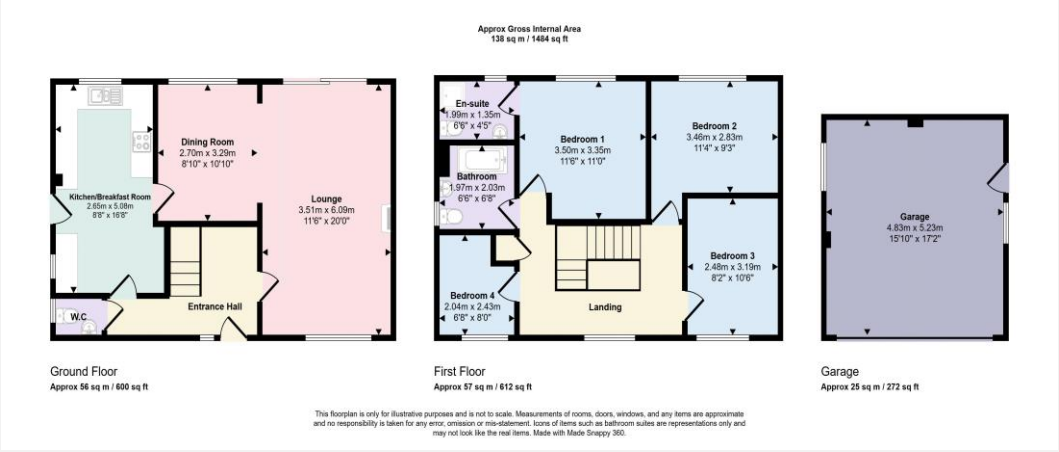 Approx Gross Internal Area
138 sq m / 1484 sq ft
En-suite
1.99m x 1.35m
6'6" x 4'5"
Bedroom 1
3.50m x 3.35m
11'6" x 11'0"
Bedroom 2
3.46m x 2.83m
11'4" x 9'3"
Dining Room
2.70m x 3.29m
8'10" x 10'10"
Bathroom
1.97m x 2.03m
6'6" x 6'8"
Kitchen/Breakfast Room
2.65m x 5.08m
8'8" x 16'8"
Lounge
3.51m x 6.09m
11'6" x 20'0"
Garage
4.83m x 5.23m
15'10" x 17'2"
Bedroom 3
2.48m x 3.19m
8'2" x 10'6"
Bedroom 4
2.04m x 2.43m
6'8" x 8'0"
Entrance Hall
Landing
W.C
Ground Floor
Approx 56 sq m / 600 sq ft
First Floor
Approx 57 sq m / 612 sq ft
Garage
Approx 25 sq m / 272 sq ft
This floorplan is only for illustrative purposes and is not to scale. Measurements of rooms, doors, windows, and any items are approximate
and no responsibility is taken for any error, omission or mis-statement. Icons of items such as bathroom suites are representations only and
may not look like the real items. Made with Made Snappy 360.